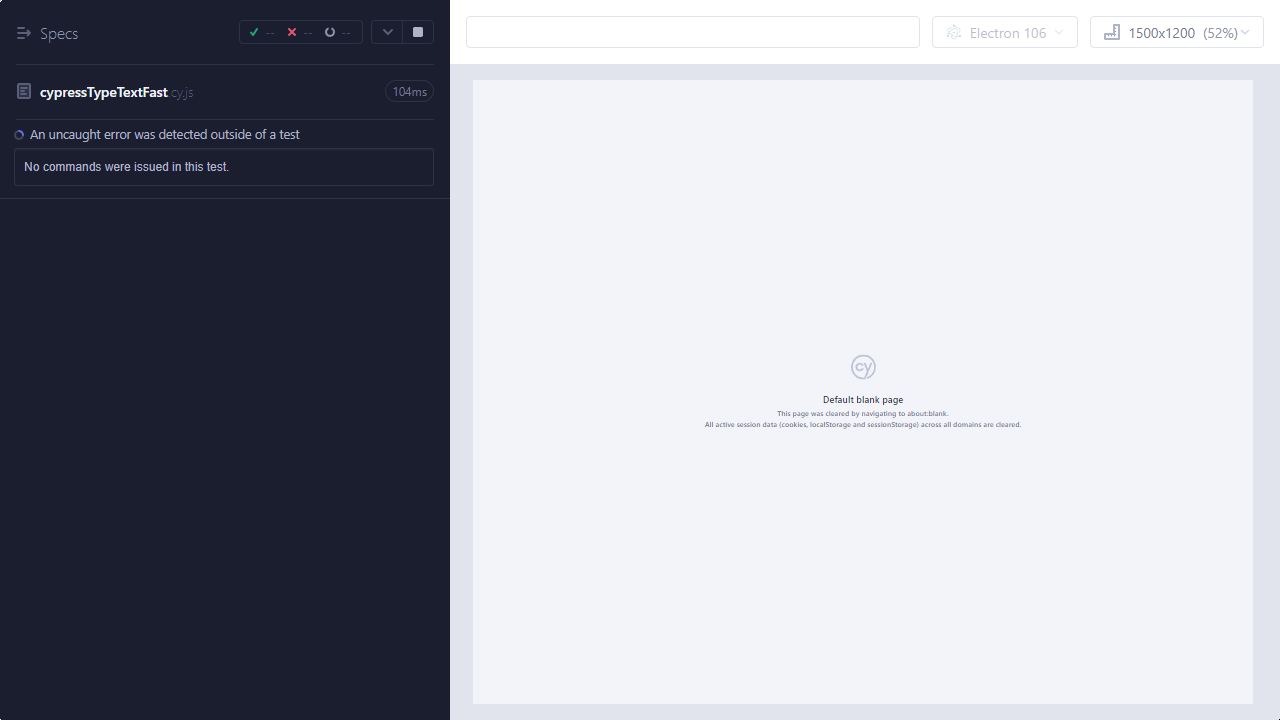 Specs
-- -- --
cypressTypeTextFast.cy.js
104ms
An uncaught error was detected outside of a test
No commands were issued in this test.
Electron 106
1500x1200 (52%)
cy
Default blank page
This page was cleared by navigating to about:blank.
All active session data (cookies, localStorage and sessionStorage) across all domains are cleared.